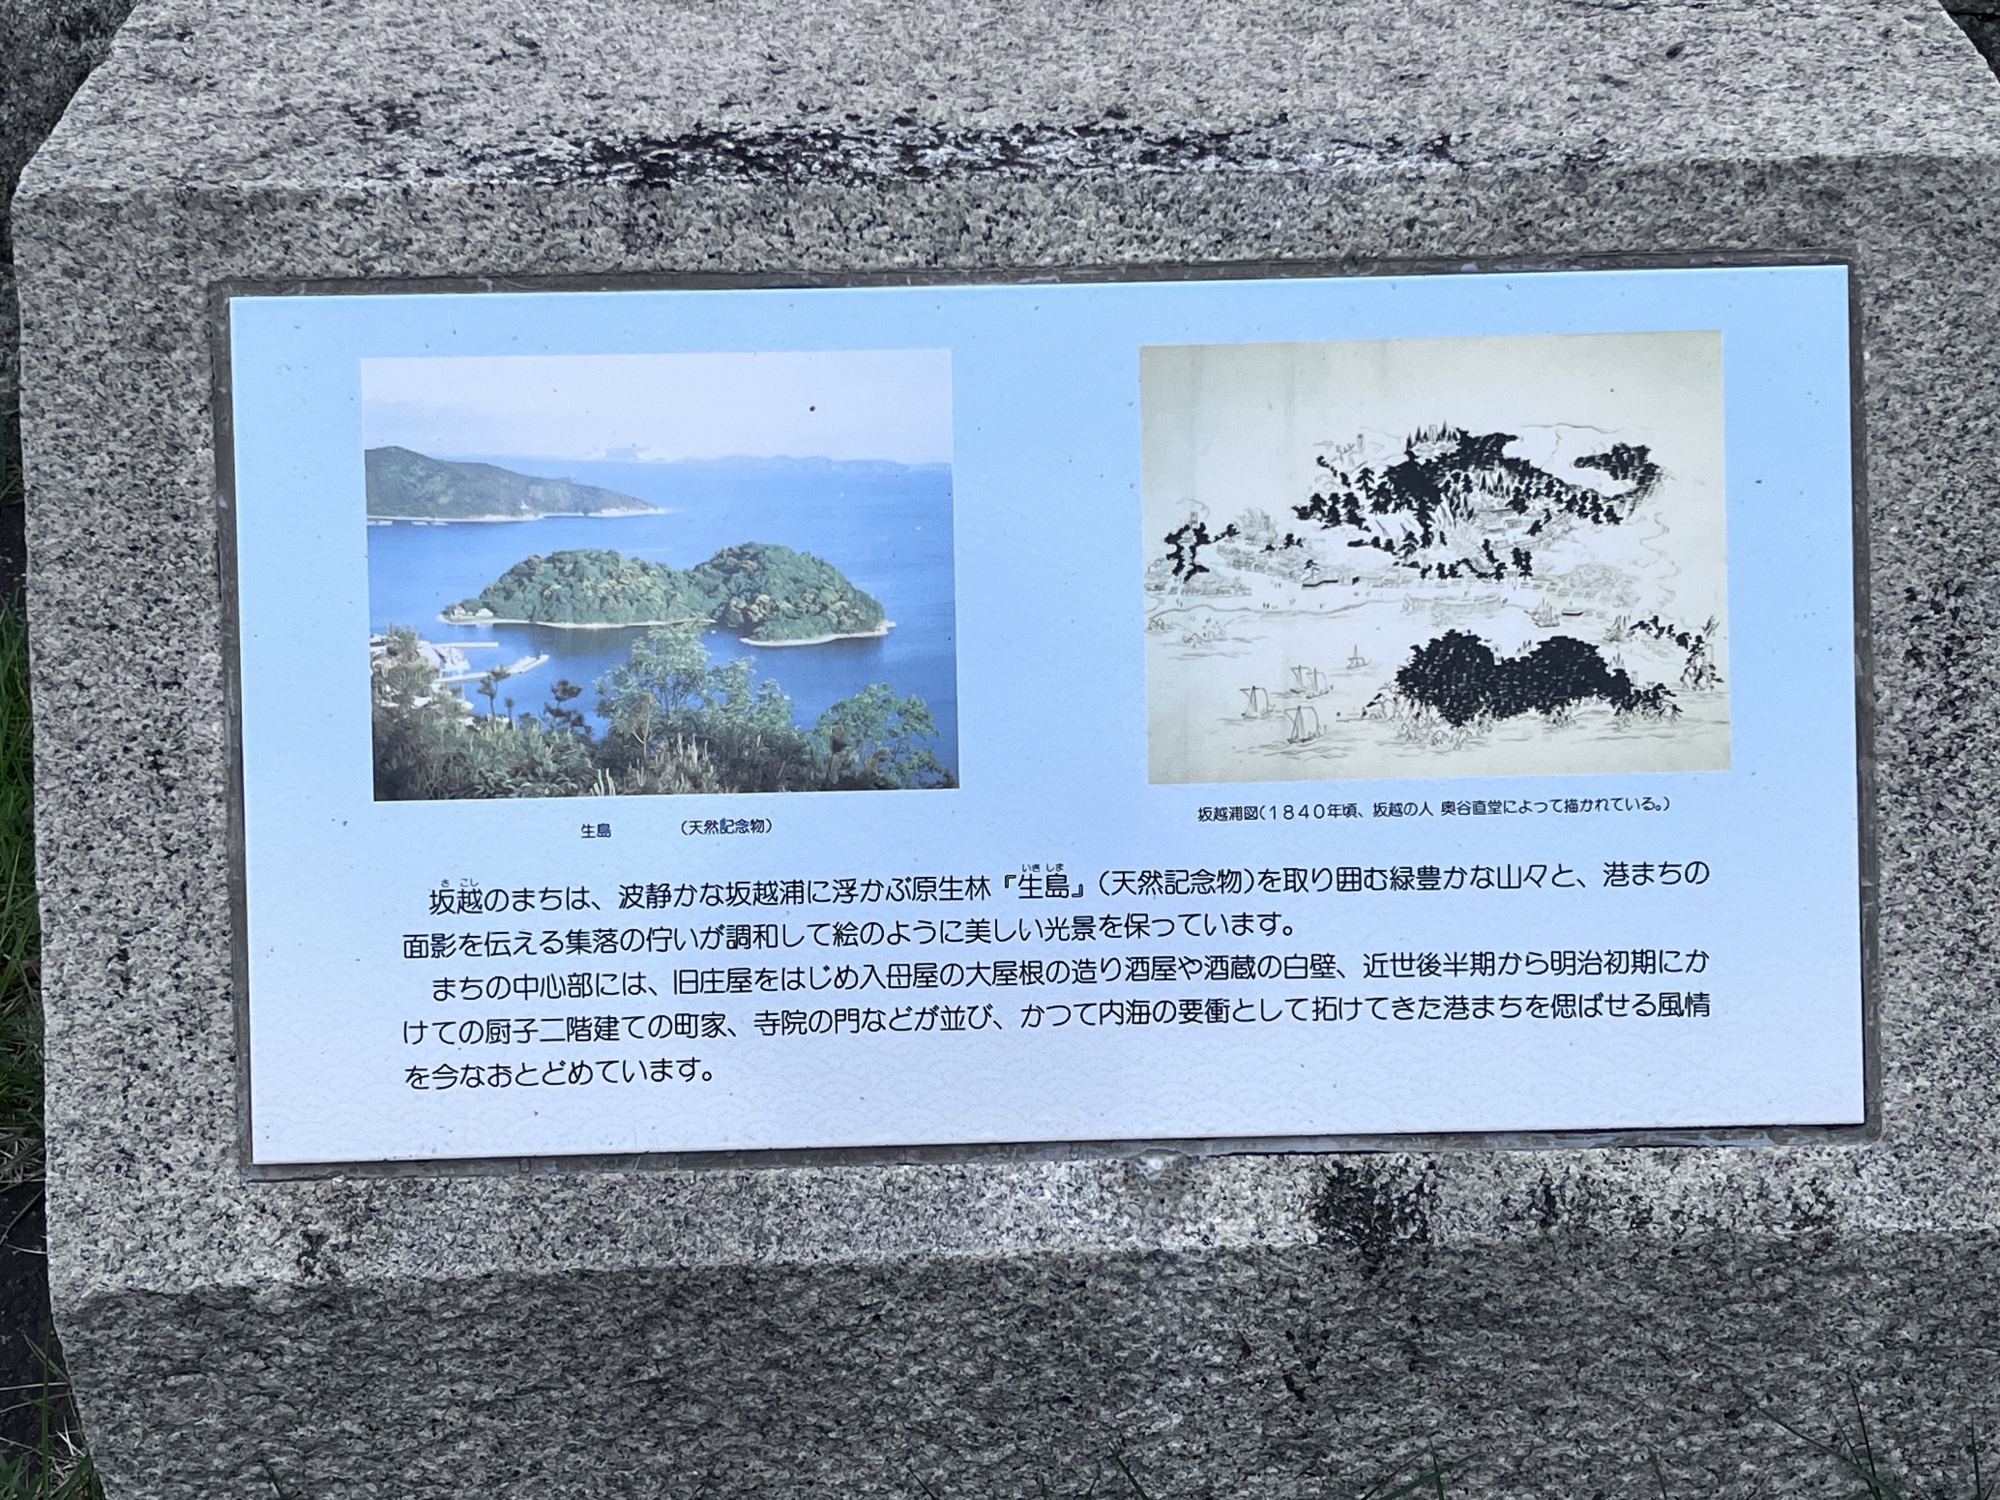 生島　（天然記念物）
坂越浦図（１８４０年頃、坂越の人 奥谷直堂によって描かれている。）
さこし いきしま
坂越のまちは、波静かな坂越浦に浮かぶ原生林『生島』（天然記念物）を取り囲む緑豊かな山々と、港まちの
面影を伝える集落の佇いが調和して絵のように美しい光景を保っています。
まちの中心部には、旧庄屋をはじめ入母屋の大屋根の造り酒屋や酒蔵の白壁、近世後半期から明治初期にか
けての厨子二階建ての町家、寺院の門などが並び、かつて内海の要衝として拓けてきた港まちを偲ばせる風情
を今なおとどめています。